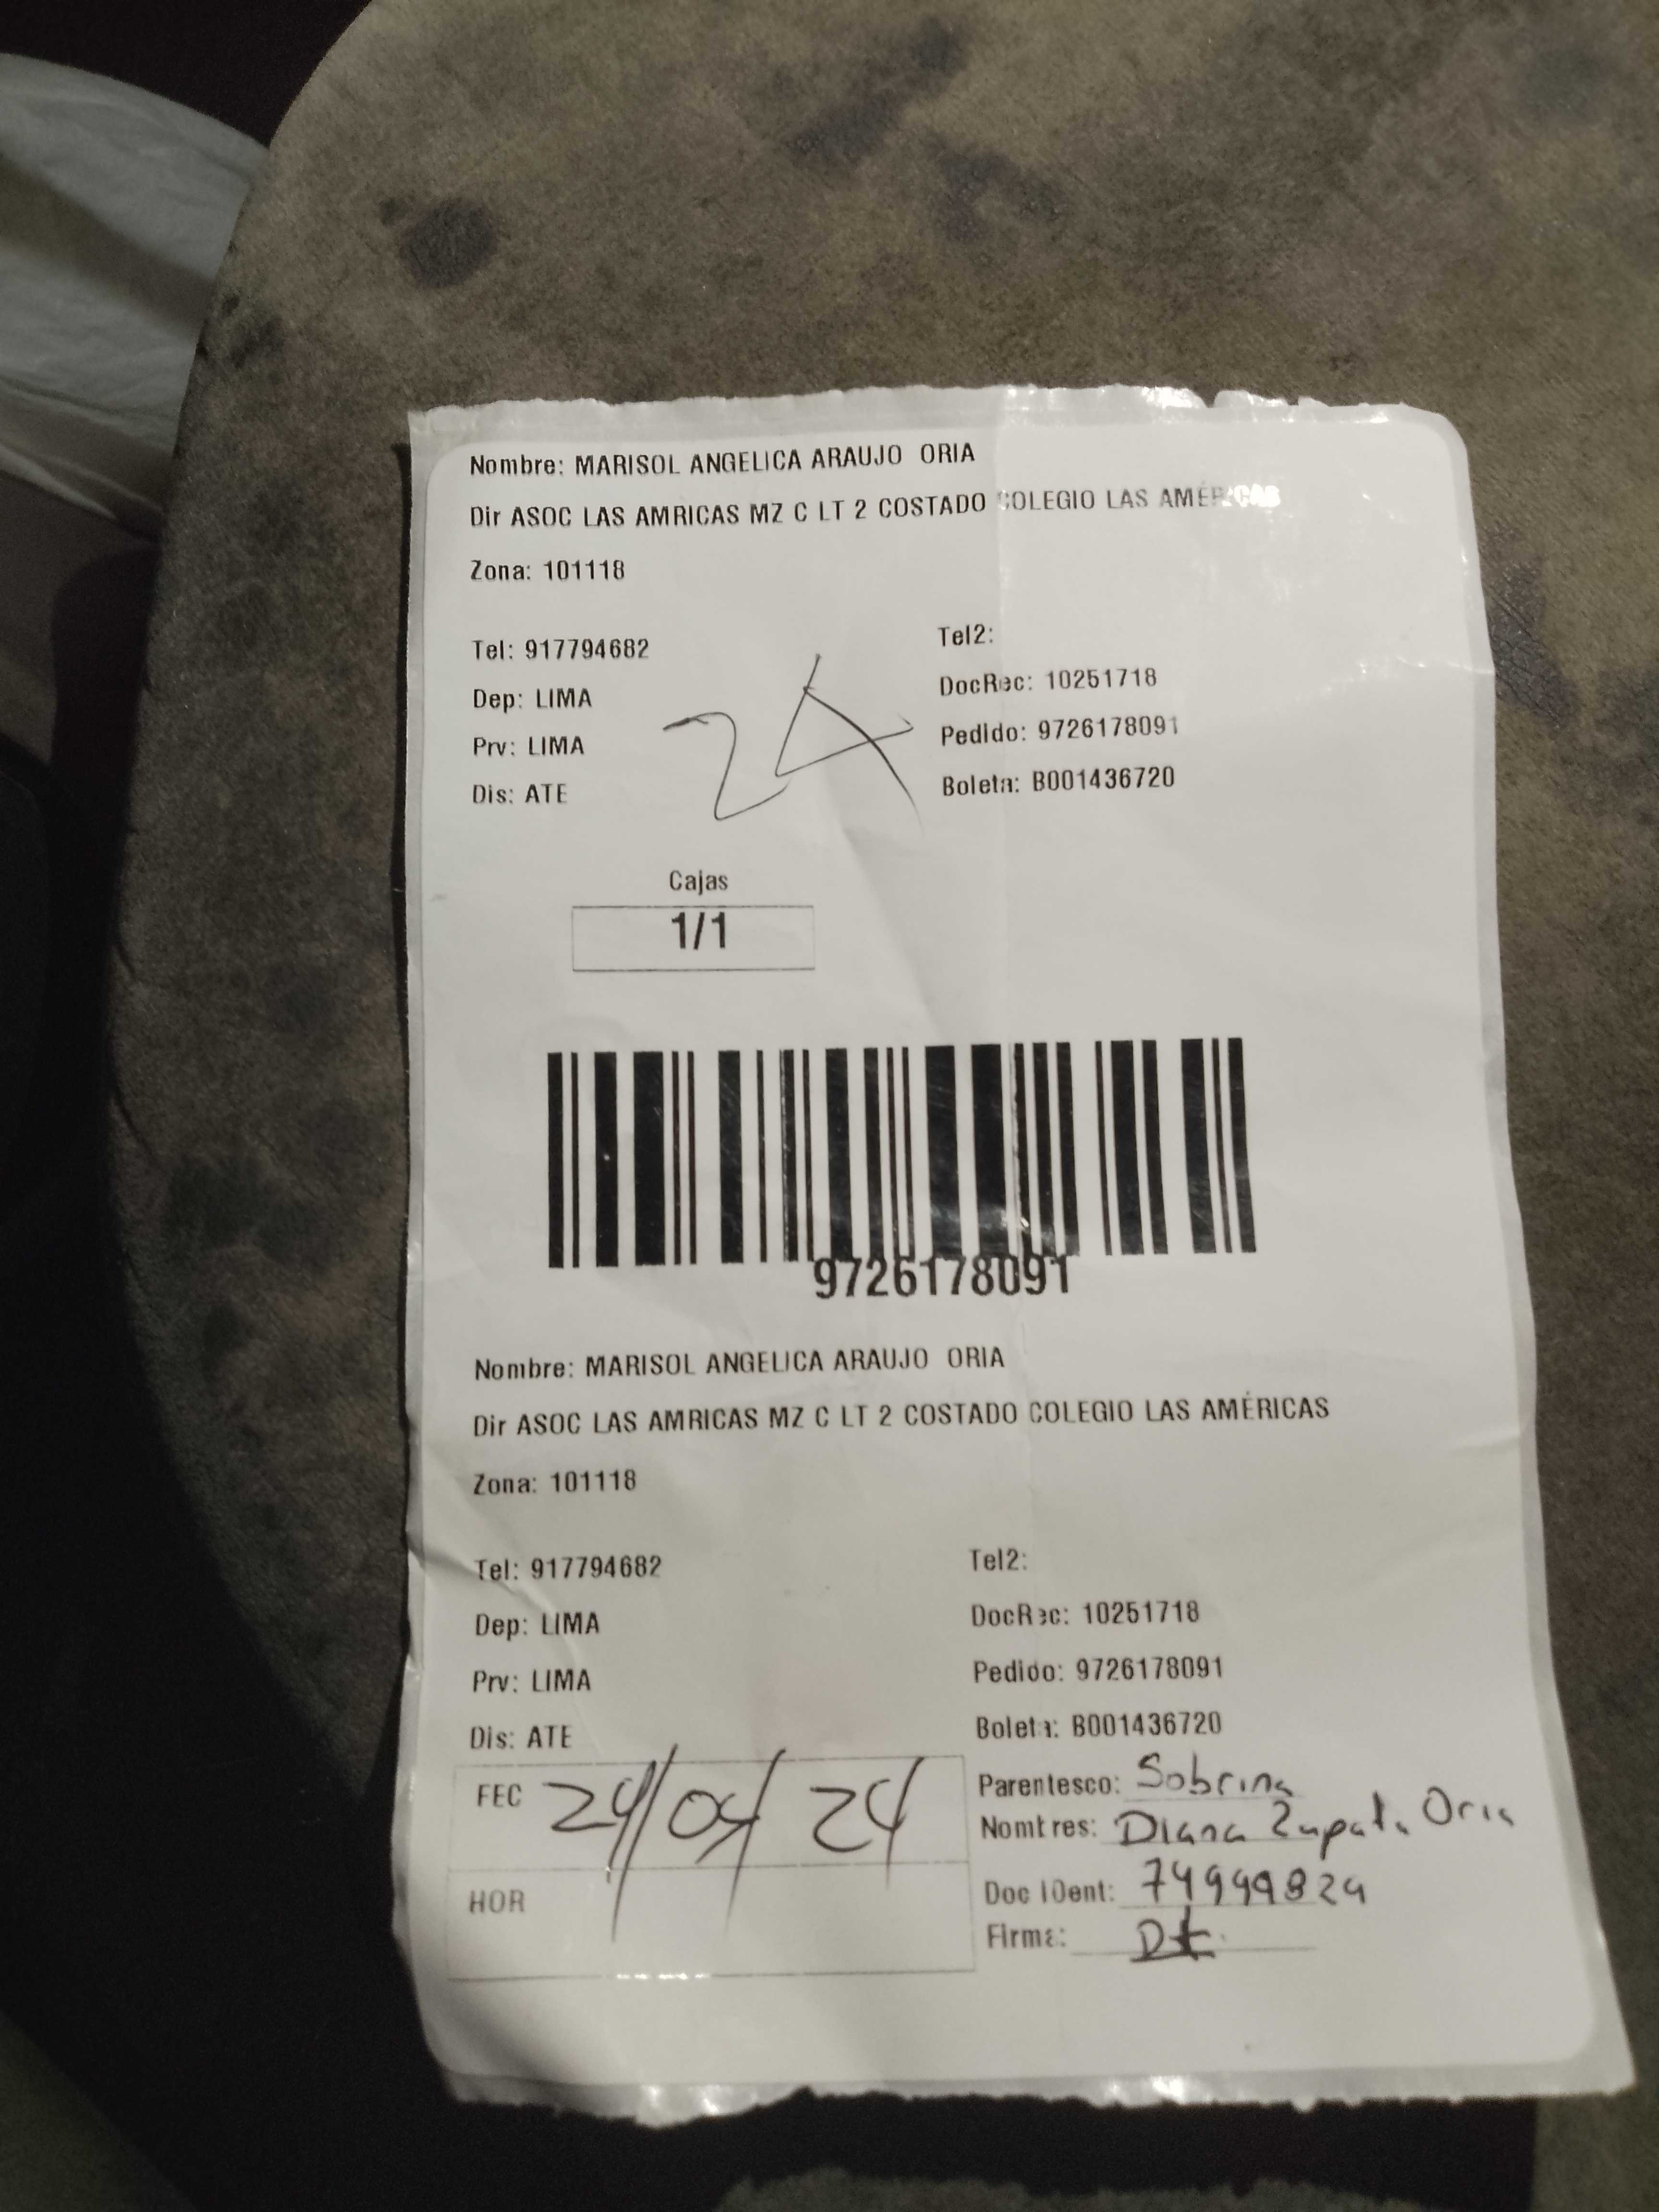 Nombre: MARISOL ANGELICA ARAUJO ORIA
Dir ASOC LAS AMRICAS MZ C LT 2 COSTADO COLEGIO LAS AMÉRICAS
Zona: 101118
Tel: 917794682
Tel2:
Dep: LIMA
DocRec: 10251718
Prv: LIMA
Pedido: 9726178091
Dis: ATE
Boleta: B001436720
Cajas
1/1
9726178091
Nombre: MARISOL ANGELICA ARAUJO ORIA
Dir ASOC LAS AMRICAS MZ C LT 2 COSTADO COLEGIO LAS AMÉRICAS
Zona: 101118
Tel: 917794682
Tel2:
Dep: LIMA
DocRec: 10251718
Prv: LIMA
Pedido: 9726178091
Dis: ATE
Boleta: B001436720
FEC 24/04/24
Parentesco: Sobrina
Nombres: Diana Zapata Oria
HOR
Doc IDent: 74999824
Firma: